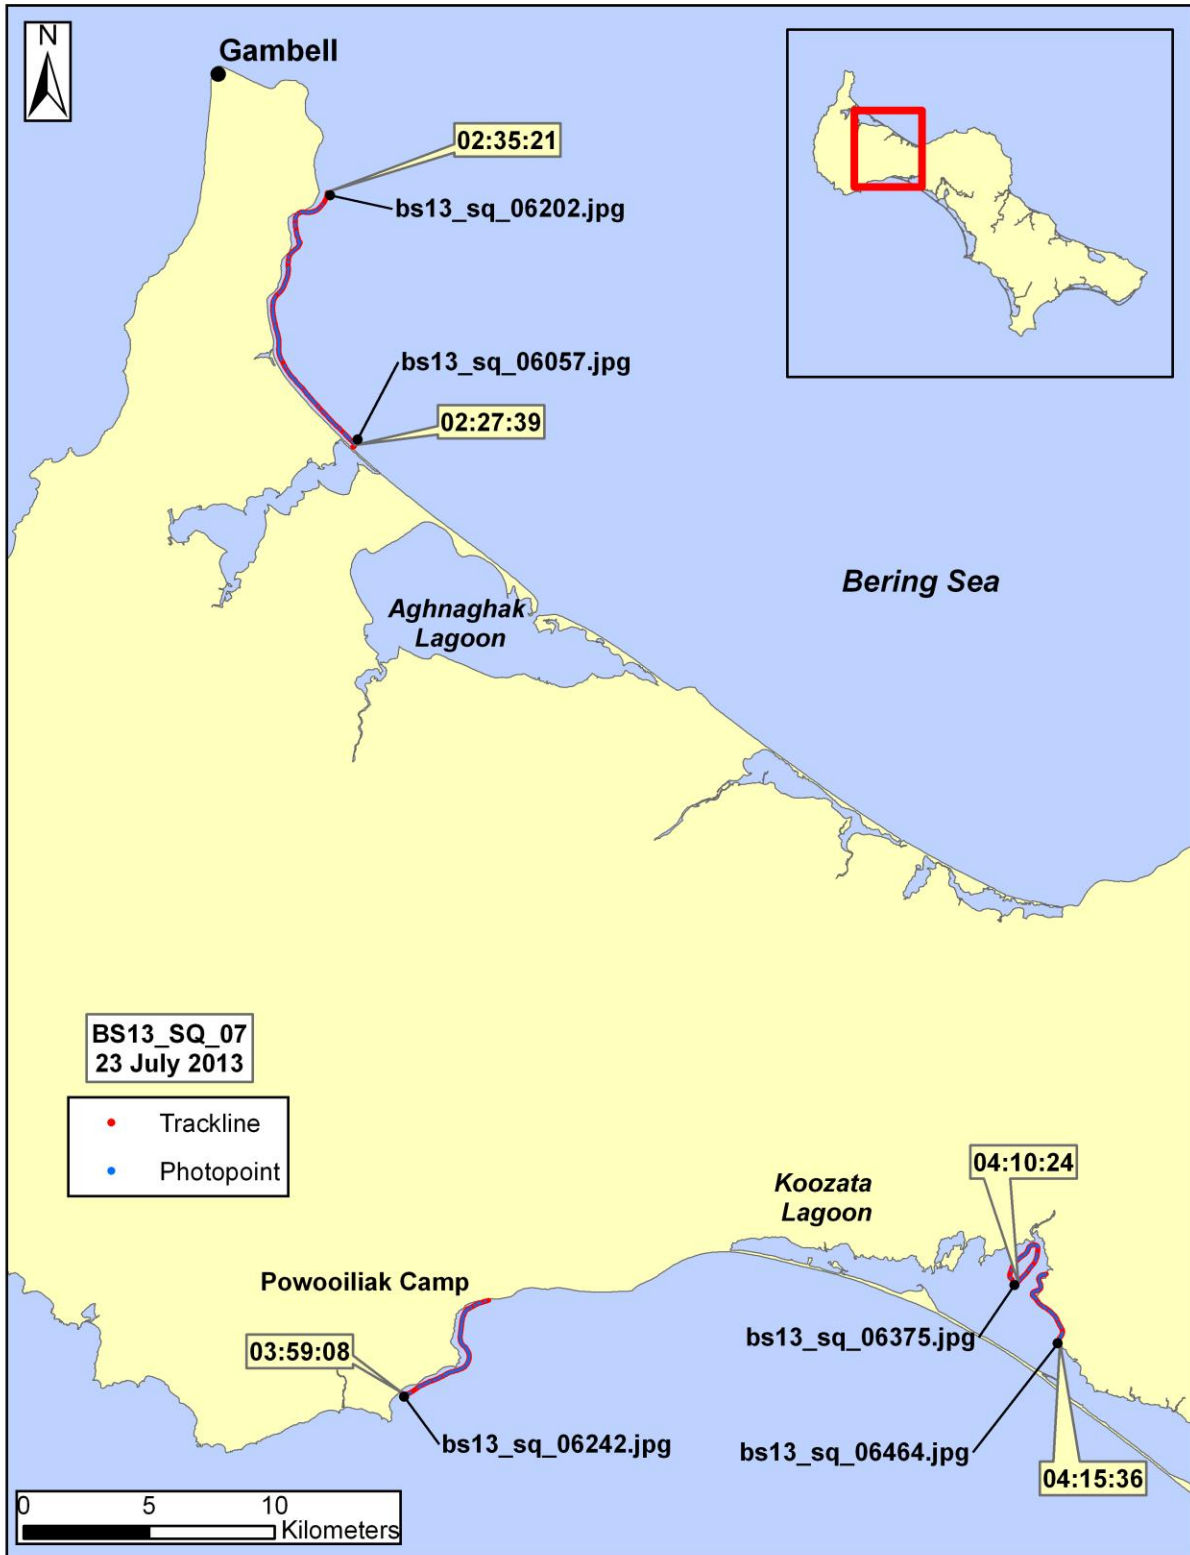 N
Gambell
02:35:21
bs13_sq_06202.jpg
bs13_sq_06057.jpg
02:27:39
Bering Sea
Aghnaghak
Lagoon
BS13_SQ_07
23 July 2013
Trackline
Photopoint
04:10:24
Koozata
Lagoon
Powooiliak Camp
bs13_sq_06375.jpg
03:59:08
bs13_sq_06242.jpg
bs13_sq_06464.jpg
04:15:36
0 5 10
Kilometers